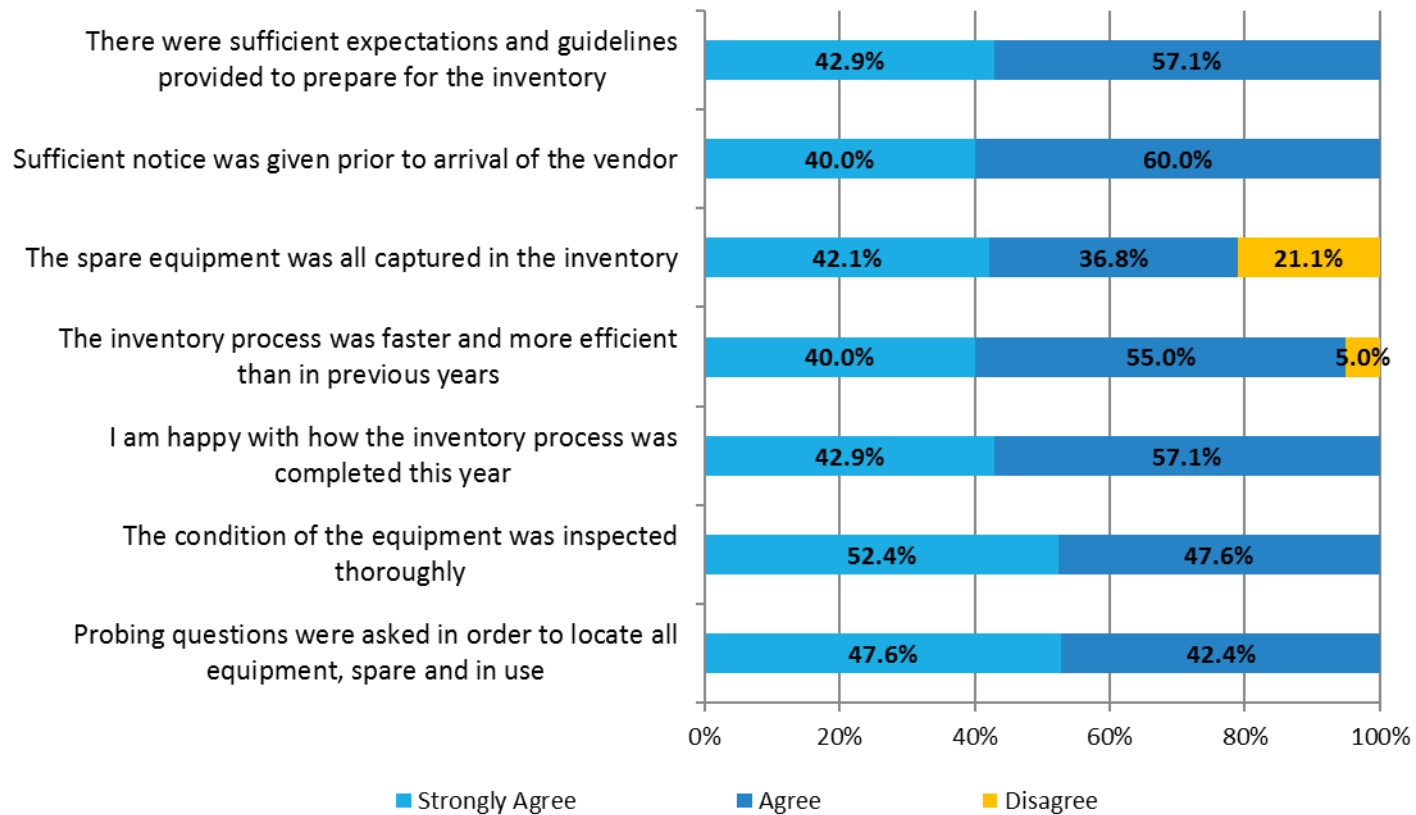 There were sufficient expectations and guidelines
provided to prepare for the inventory
42.9% 57.1%
Sufficient notice was given prior to arrival of the vendor
40.0% 60.0%
The spare equipment was all captured in the inventory
42.1% 36.8% 21.1%
The inventory process was faster and more efficient
than in previous years
40.0% 55.0% 5.0%
I am happy with how the inventory process was
completed this year
42.9% 57.1%
The condition of the equipment was inspected
thoroughly
52.4% 47.6%
Probing questions were asked in order to locate all
equipment, spare and in use
47.6% 42.4%
0% 20% 40% 60% 80% 100%
Strongly Agree Agree Disagree